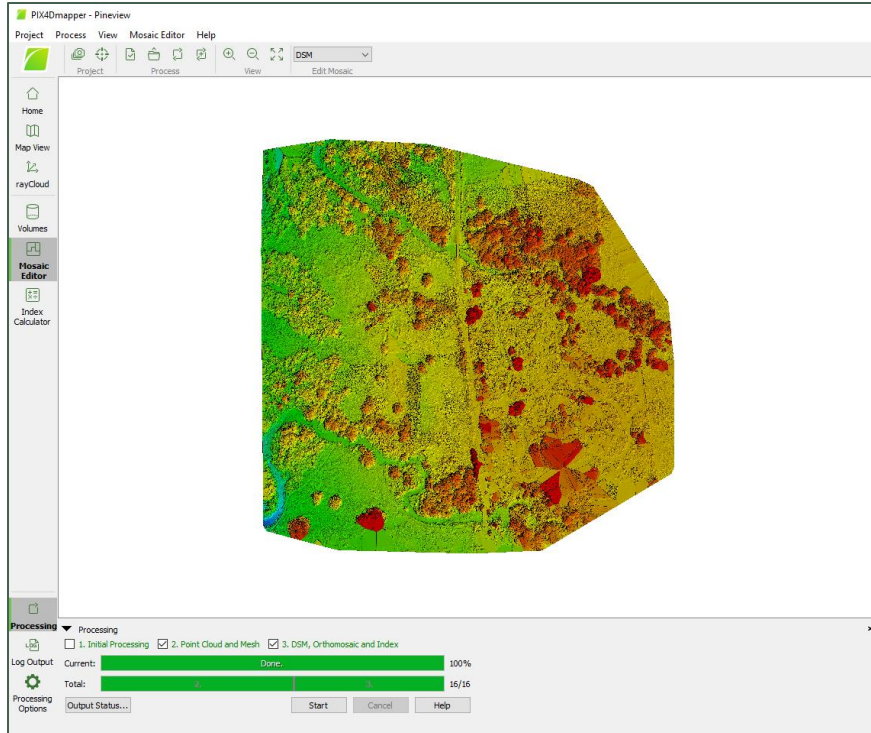 PIX4Dmapper - Pineview
Project Process View Mosaic Editor Help
DSM
Project Process View Edit Mosaic
Home
Map View
rayCloud
Volumes
Mosaic
Editor
Index
Calculator
Processing
Log Output
Processing
Options
Processing
1. Initial Processing 2. Point Cloud and Mesh 3. DSM, Orthomosaic and Index
Current: Done. 100%
Total: 2. 3. 16/16
Output Status... Start Cancel Help